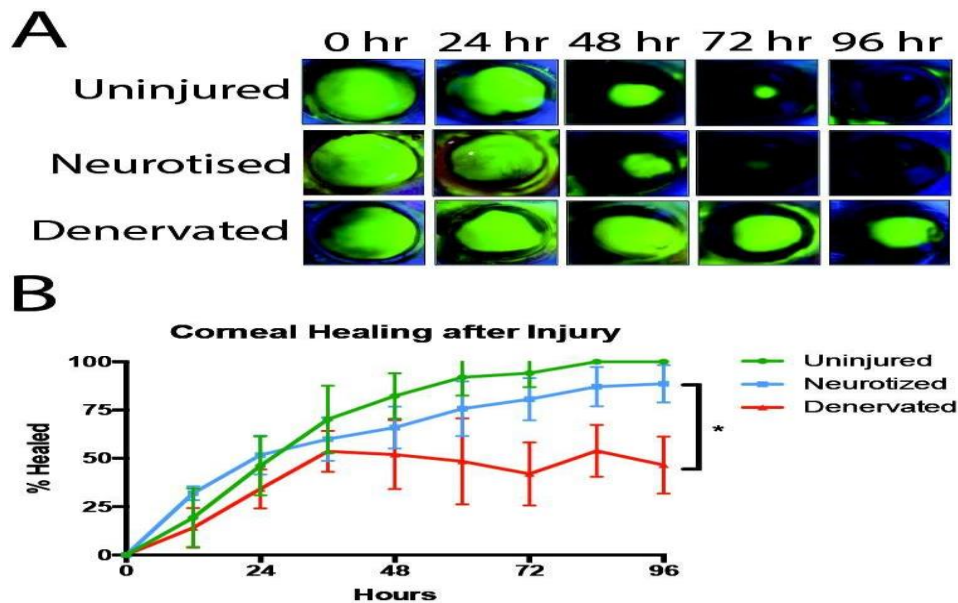 A
0 hr 24 hr 48 hr 72 hr 96 hr
Uninjured
Neurotised
Denervated
B
Corneal Healing after Injury
% Healed
100
75
50
25
0
0 24 48 72 96
Hours
Uninjured
Neurotized
Denervated
*